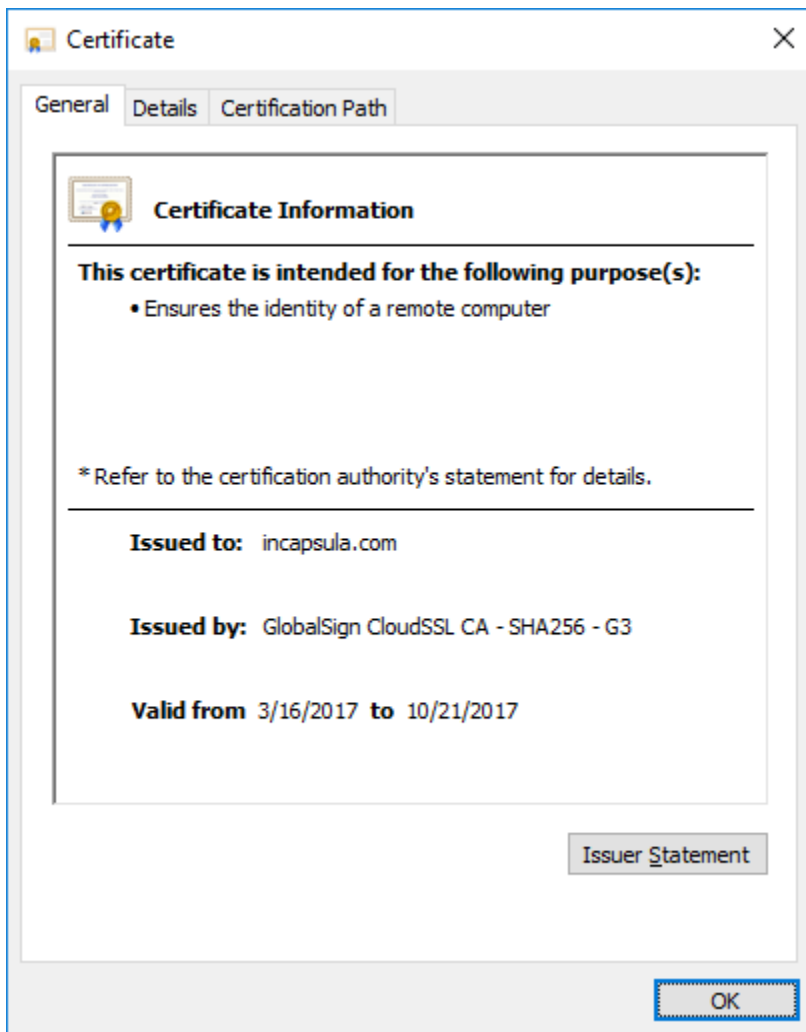 Certificate
General Details Certification Path
Certificate Information
This certificate is intended for the following purpose(s):
• Ensures the identity of a remote computer
* Refer to the certification authority's statement for details.
Issued to: incapsula.com
Issued by: GlobalSign CloudSSL CA - SHA256 - G3
Valid from 3/16/2017 to 10/21/2017
Issuer Statement
OK